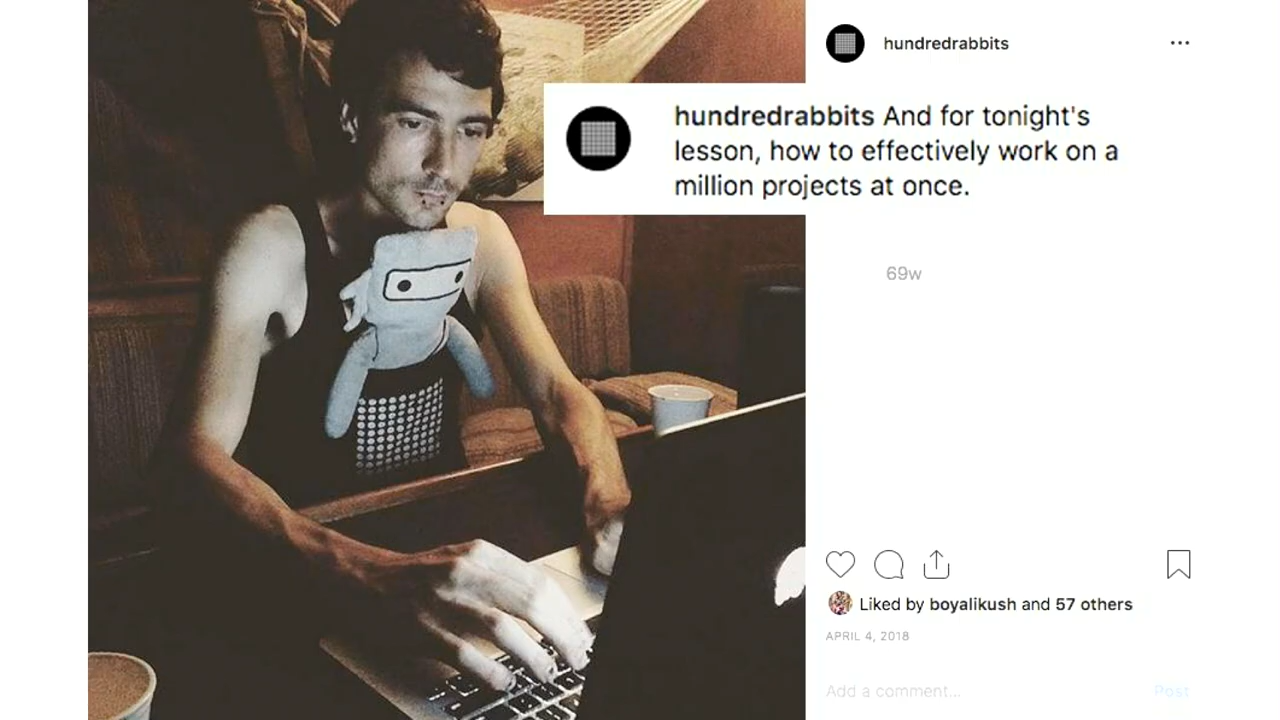 hundredrabbits
hundredrabbits And for tonight's
lesson, how to effectively work on a
million projects at once.
69w
Liked by boyalikush and 57 others
APRIL 4, 2018
Add a comment...
Post